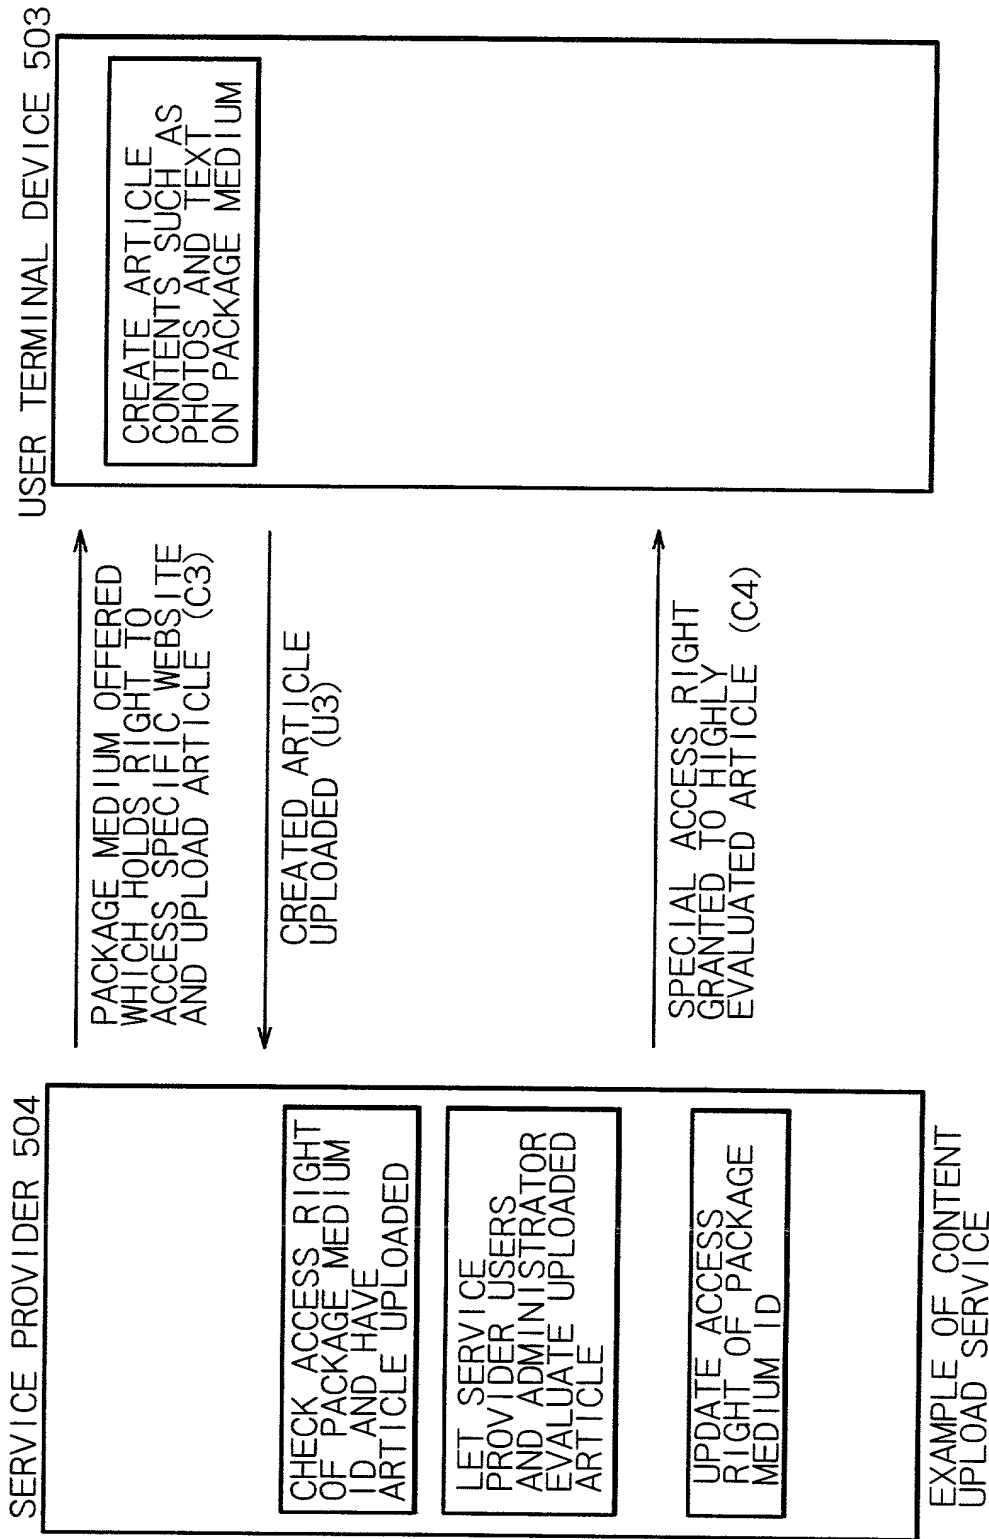 SERVICE PROVIDER 504
CHECK ACCESS RIGHT
OF PACKAGE MEDIUM
ID AND HAVE
ARTICLE UPLOADED
LET SERVICE
PROVIDER USERS
AND ADMINISTRATOR
EVALUATE UPLOADED
ARTICLE
UPDATE ACCESS
RIGHT OF PACKAGE
MEDIUM ID
EXAMPLE OF CONTENT
UPLOAD SERVICE
PACKAGE MEDIUM OFFERED
WHICH HOLDS RIGHT TO
ACCESS SPECIFIC WEBSITE
AND UPLOAD ARTICLE (C3)
CREATED ARTICLE
UPLOADED (U3)
SPECIAL ACCESS RIGHT
GRANTED TO HIGHLY
EVALUATED ARTICLE (C4)
USER TERMINAL DEVICE 503
CREATE ARTICLE
CONTENTS SUCH AS
PHOTOS AND TEXT
ON PACKAGE MEDIUM